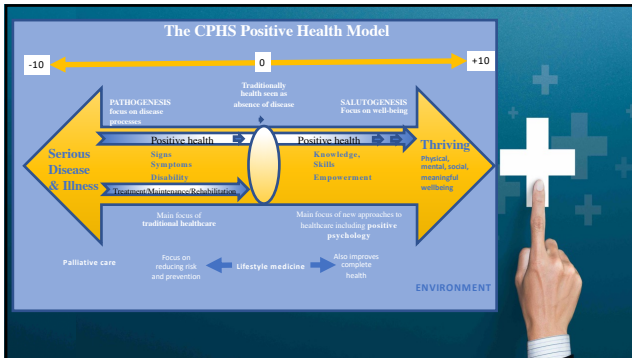 The CPHS Positive Health Model
-10
0
+10
Traditionally
health seen as
absence of disease
PATHOGENESIS
focus on disease
processes
SALUTOGENESIS
Focus on well-being
Positive health
Positive health
Serious
Disease
& Illness
Signs
Symptoms
Disability
Knowledge,
Skills
Empowerment
Thriving
Physical,
mental, social,
meaningful
wellbeing
Treatment/Maintenance/Rehabilitation
Main focus of
traditional healthcare
Main focus of new approaches to
healthcare including positive
psychology
Palliative care
Focus on
reducing risk
and prevention
Lifestyle medicine
Also improves
complete
health
ENVIRONMENT